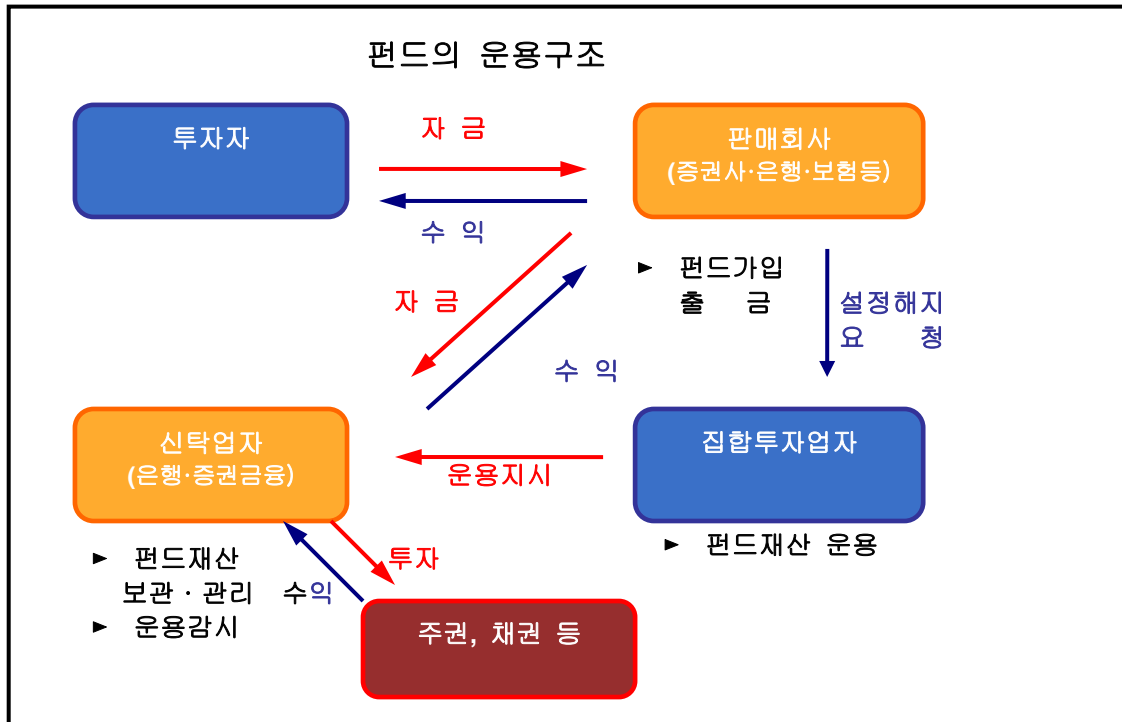 펀드의 운용구조
투자자
자 금
판매회사
(증권사·은행·보험등)
수 익
► 펀드가입
출 금
자 금
설정해지
요 청
수 익
신탁업자
(은행·증권금융)
집합투자업자
운용지시
► 펀드재산 운용
► 펀드재산
보관 · 관리
► 운용감시
투자
수익
주권, 채권 등